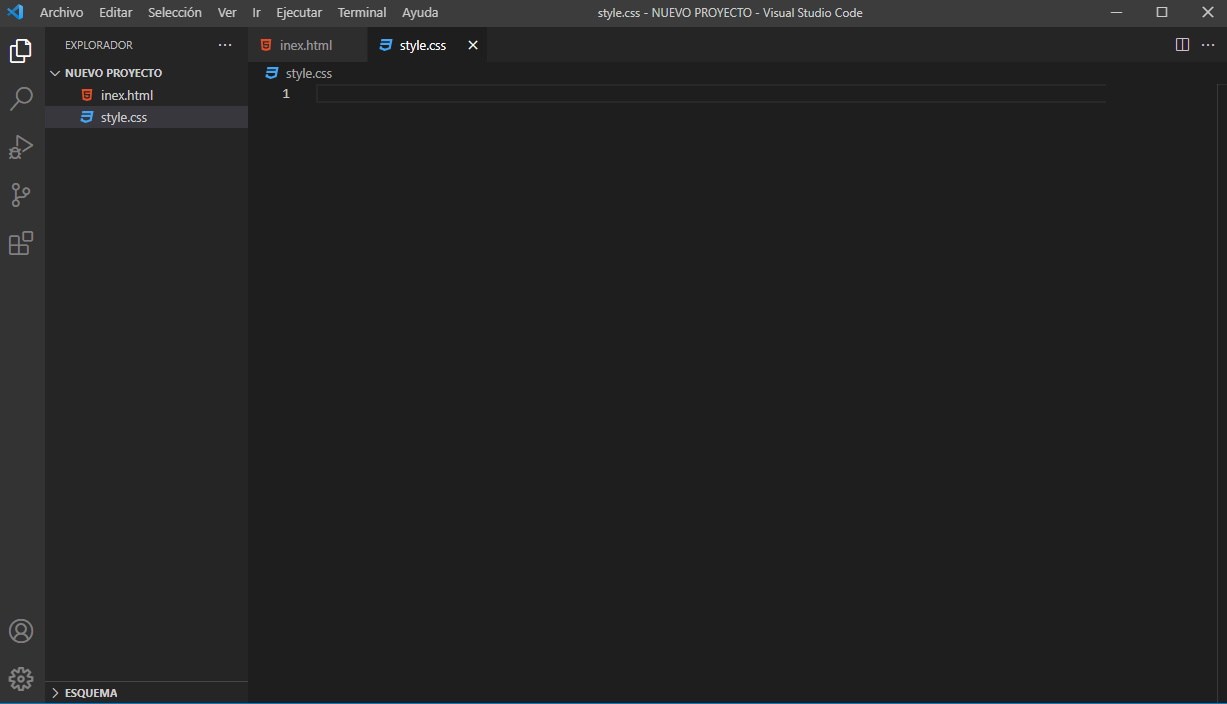 Archivo Editar Selección Ver Ir Ejecutar Terminal Ayuda style.css - NUEVO PROYECTO - Visual Studio Code
EXPLORADOR
NUEVO PROYECTO
inex.html
style.css
ESQUEMA
inex.html style.css
style.css
1